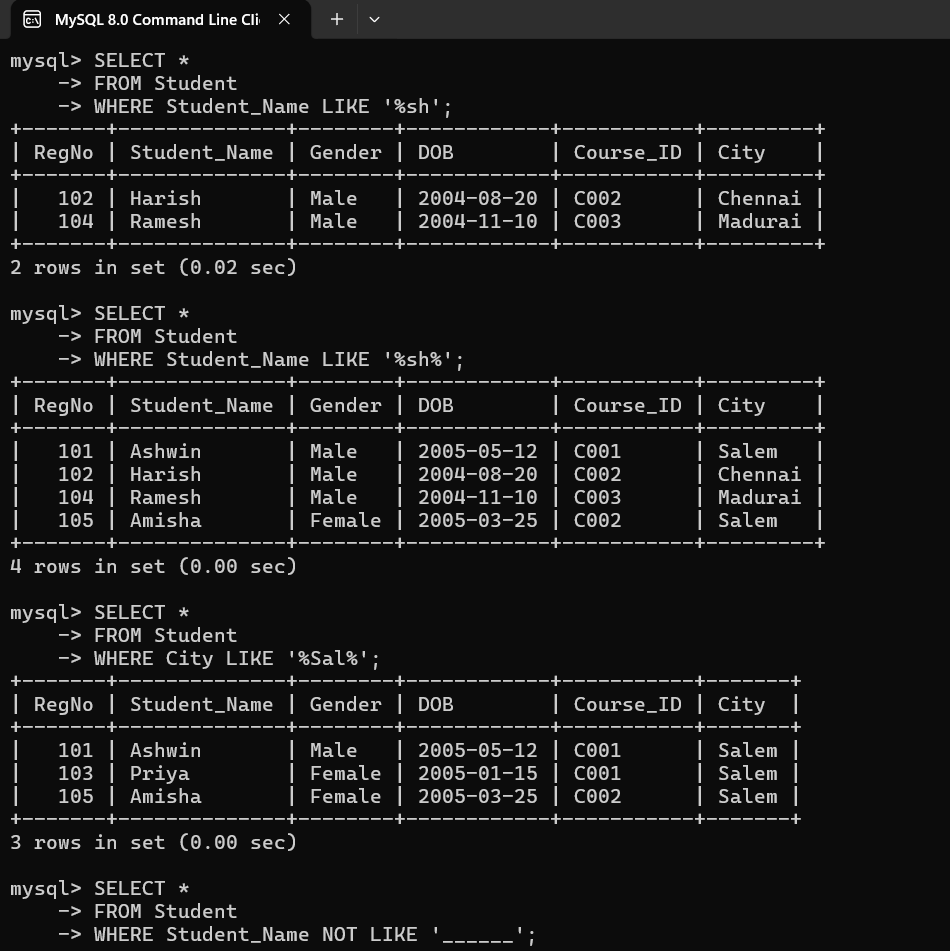 MySQL 8.0 Command Line Cli
mysql> SELECT *
    -> FROM Student
    -> WHERE Student_Name LIKE '%sh';
+-------+--------------+--------+------------+-----------+---------+
| RegNo | Student_Name | Gender | DOB        | Course_ID | City    |
+-------+--------------+--------+------------+-----------+---------+
|   102 | Harish       | Male   | 2004-08-20 | C002      | Chennai |
|   104 | Ramesh       | Male   | 2004-11-10 | C003      | Madurai |
+-------+--------------+--------+------------+-----------+---------+
2 rows in set (0.02 sec)

mysql> SELECT *
    -> FROM Student
    -> WHERE Student_Name LIKE '%sh%';
+-------+--------------+--------+------------+-----------+---------+
| RegNo | Student_Name | Gender | DOB        | Course_ID | City    |
+-------+--------------+--------+------------+-----------+---------+
|   101 | Ashwin       | Male   | 2005-05-12 | C001      | Salem   |
|   102 | Harish       | Male   | 2004-08-20 | C002      | Chennai |
|   104 | Ramesh       | Male   | 2004-11-10 | C003      | Madurai |
|   105 | Amisha       | Female | 2005-03-25 | C002      | Salem   |
+-------+--------------+--------+------------+-----------+---------+
4 rows in set (0.00 sec)

mysql> SELECT *
    -> FROM Student
    -> WHERE City LIKE '%Sal%';
+-------+--------------+--------+------------+-----------+-------+
| RegNo | Student_Name | Gender | DOB        | Course_ID | City  |
+-------+--------------+--------+------------+-----------+-------+
|   101 | Ashwin       | Male   | 2005-05-12 | C001      | Salem |
|   103 | Priya        | Female | 2005-01-15 | C001      | Salem |
|   105 | Amisha       | Female | 2005-03-25 | C002      | Salem |
+-------+--------------+--------+------------+-----------+-------+
3 rows in set (0.00 sec)

mysql> SELECT *
    -> FROM Student
    -> WHERE Student_Name NOT LIKE '______';